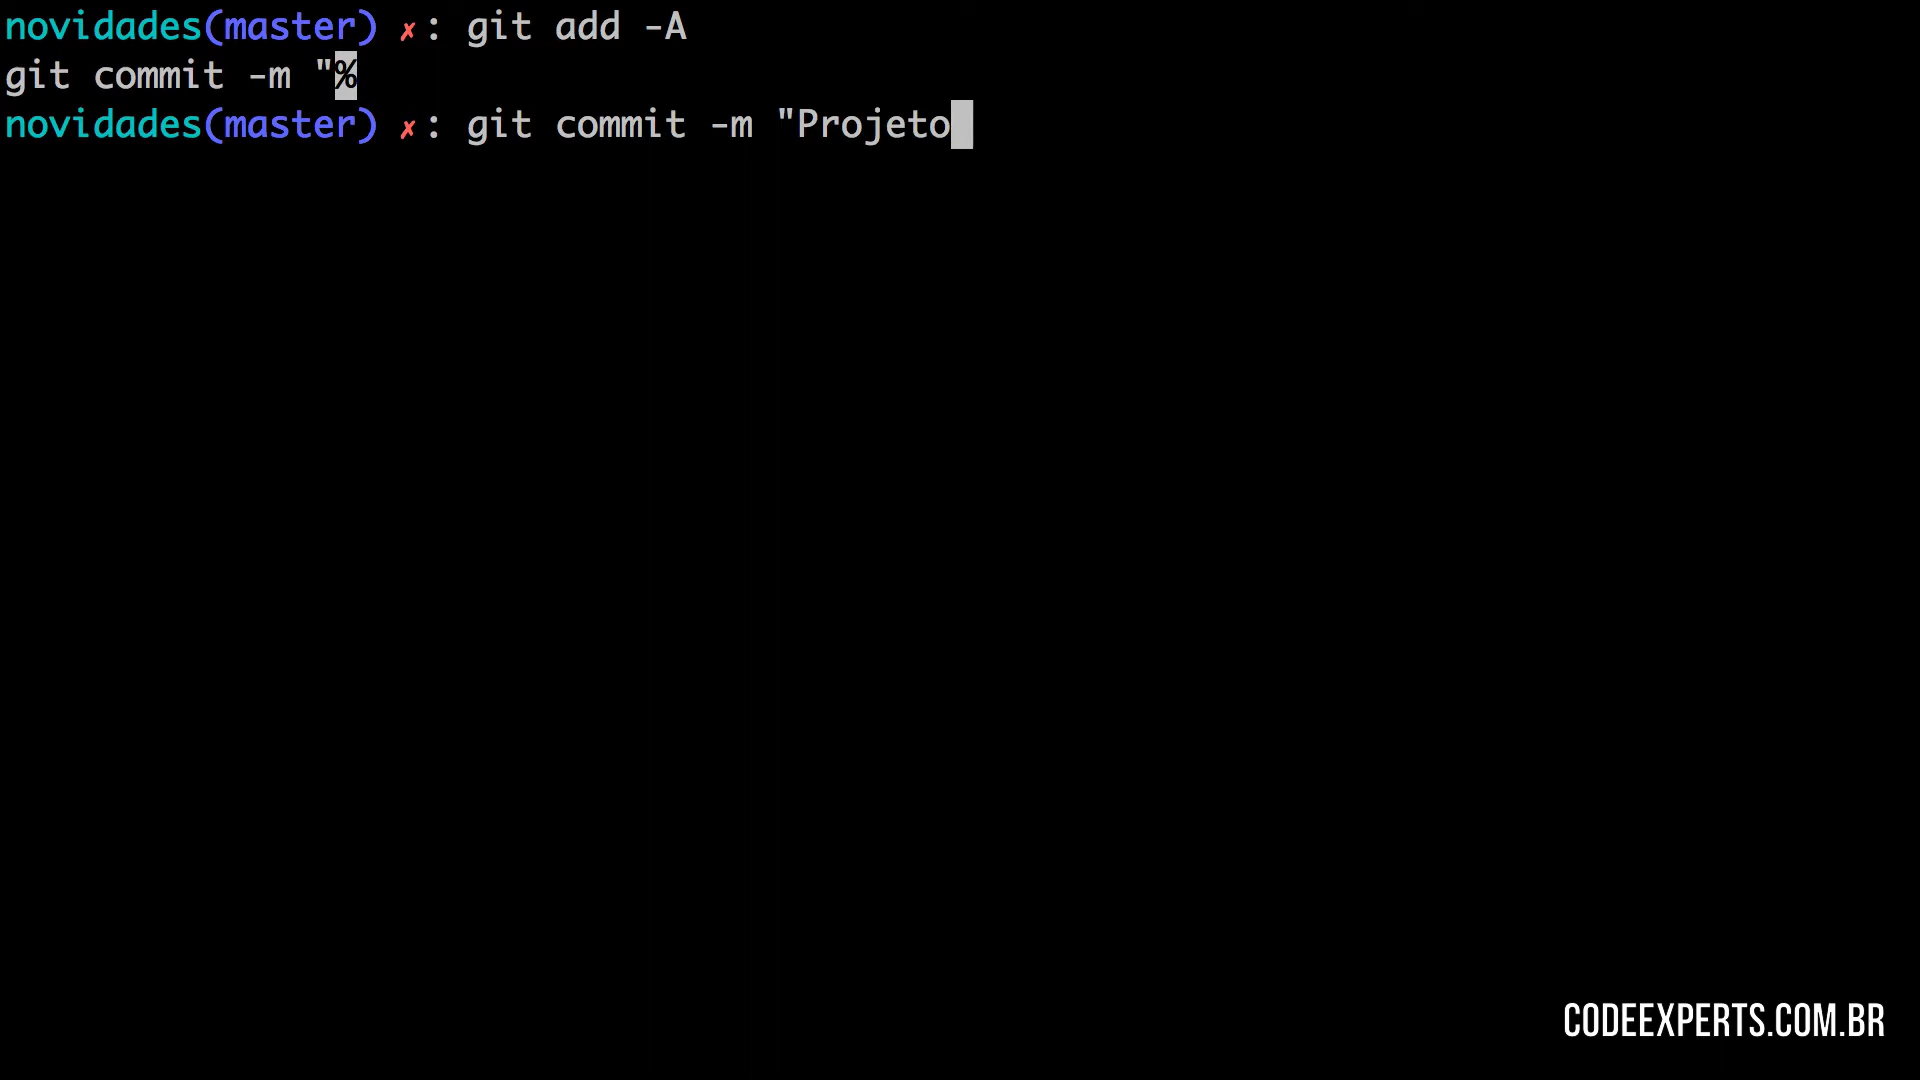 novidades(master) ✗: git add -A
git commit -m "%
novidades(master) ✗: git commit -m "Projeto
CODEEXPERTS.COM.BR